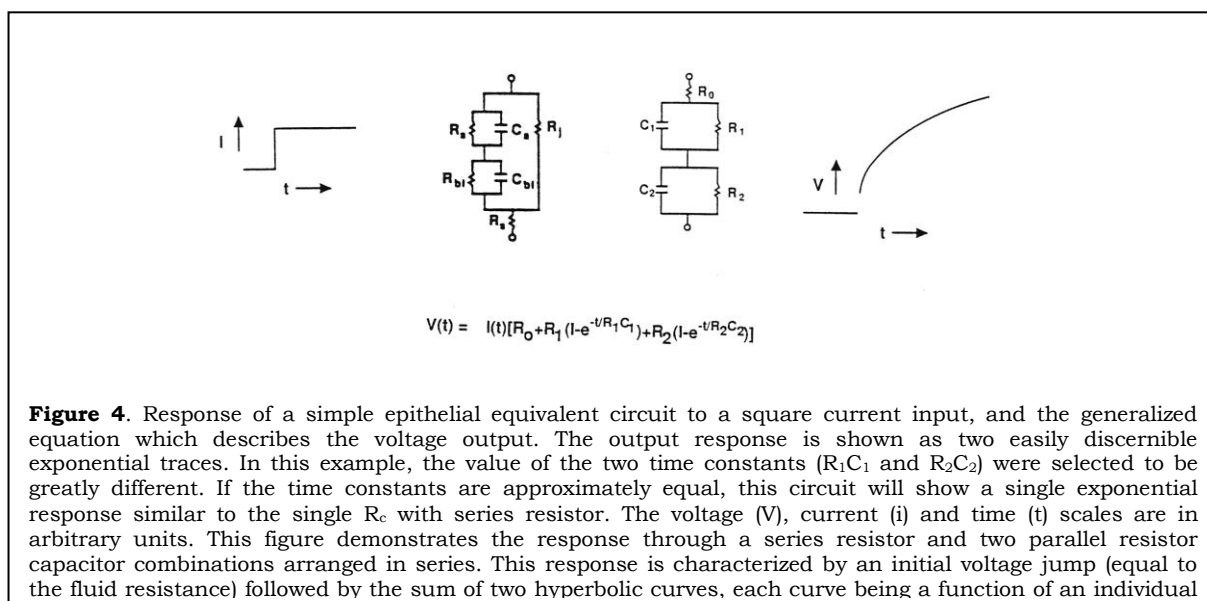 I
t
Rs
Cs
Rj
Rbl
Cbl
Rs
R0
C1
R1
C2
R2
V
t
V(t) = I(t)[Ro+R1(I-e-t/R1C1)+R2(I-e-t/R2C2)]
Figure 4. Response of a simple epithelial equivalent circuit to a square current input, and the generalized
equation which describes the voltage output. The output response is shown as two easily discernible
exponential traces. In this example, the value of the two time constants (R1C1 and R2C2) were selected to be
greatly different. If the time constants are approximately equal, this circuit will show a single exponential
response similar to the single Rc with series resistor. The voltage (V), current (i) and time (t) scales are in
arbitrary units. This figure demonstrates the response through a series resistor and two parallel resistor
capacitor combinations arranged in series. This response is characterized by an initial voltage jump (equal to
the fluid resistance) followed by the sum of two hyperbolic curves, each curve being a function of an individual